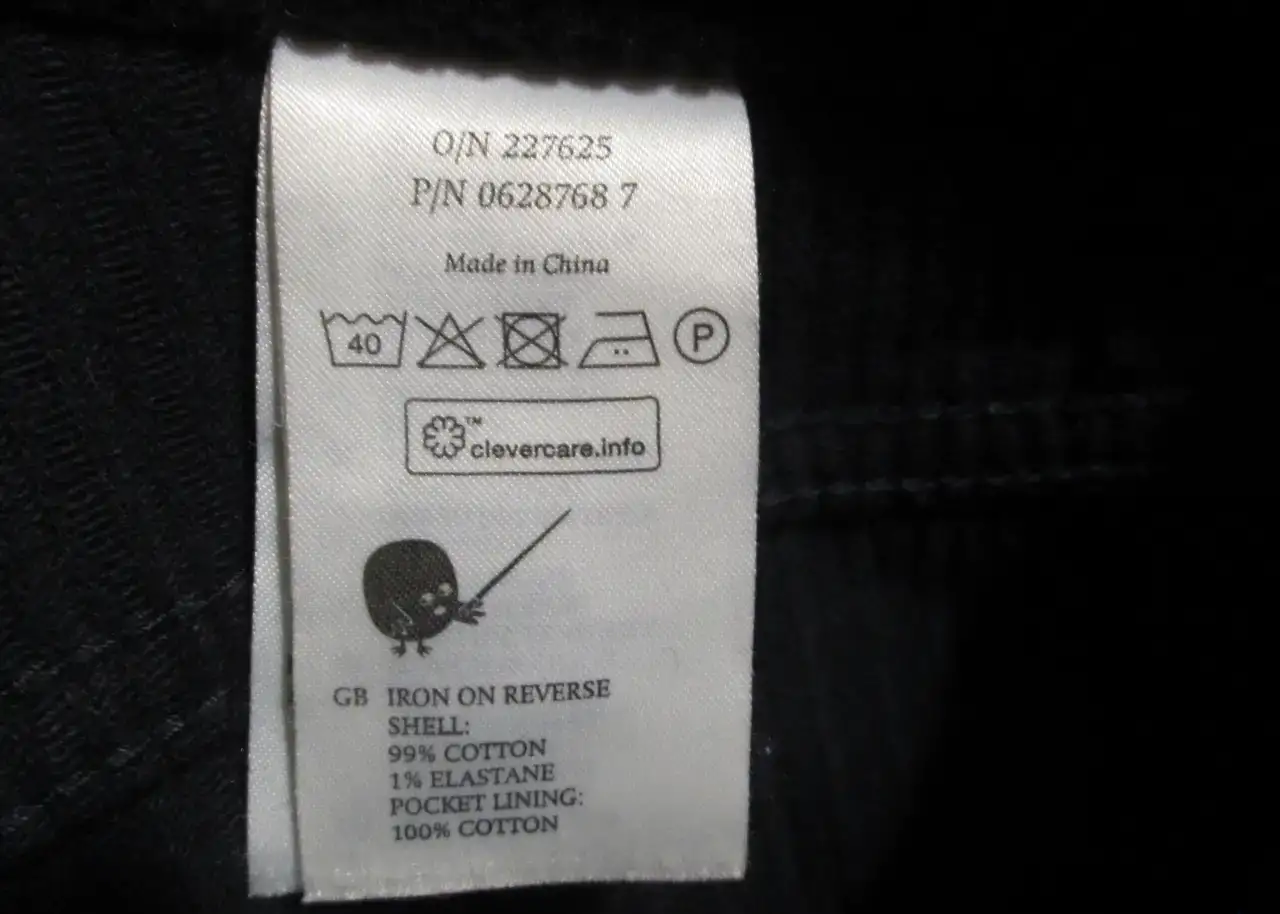 O/N 227625
P/N 0628768 7
Made in China
40
P
™
clevercare.info
GB IRON ON REVERSE
SHELL:
99% COTTON
1% ELASTANE
POCKET LINING:
100% COTTON